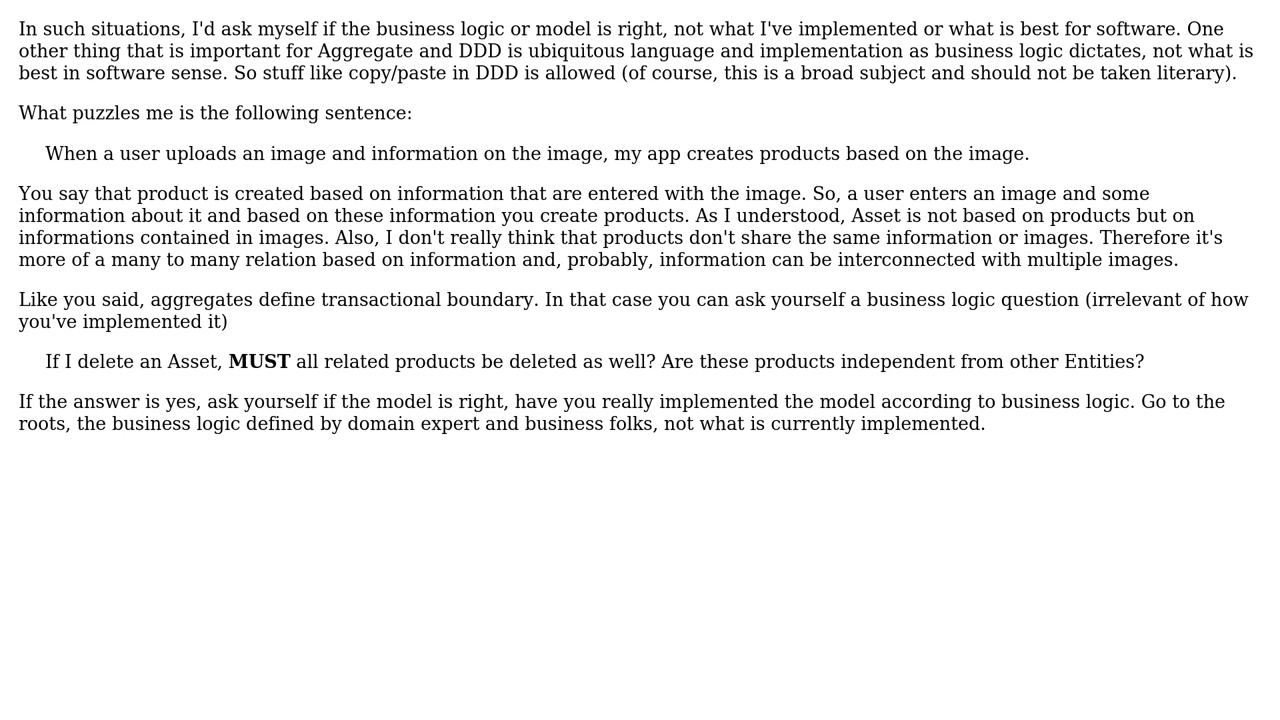 In such situations, I'd ask myself if the business logic or model is right, not what I've implemented or what is best for software. One
other thing that is important for Aggregate and DDD is ubiquitous language and implementation as business logic dictates, not what is
best in software sense. So stuff like copy/paste in DDD is allowed (of course, this is a broad subject and should not be taken literary).
What puzzles me is the following sentence:
When a user uploads an image and information on the image, my app creates products based on the image.
You say that product is created based on information that are entered with the image. So, a user enters an image and some
information about it and based on these information you create products. As I understood, Asset is not based on products but on
informations contained in images. Also, I don't really think that products don't share the same information or images. Therefore it's
more of a many to many relation based on information and, probably, information can be interconnected with multiple images.
Like you said, aggregates define transactional boundary. In that case you can ask yourself a business logic question (irrelevant of how
you've implemented it)
If I delete an Asset, MUST all related products be deleted as well? Are these products independent from other Entities?
If the answer is yes, ask yourself if the model is right, have you really implemented the model according to business logic. Go to the
roots, the business logic defined by domain expert and business folks, not what is currently implemented.